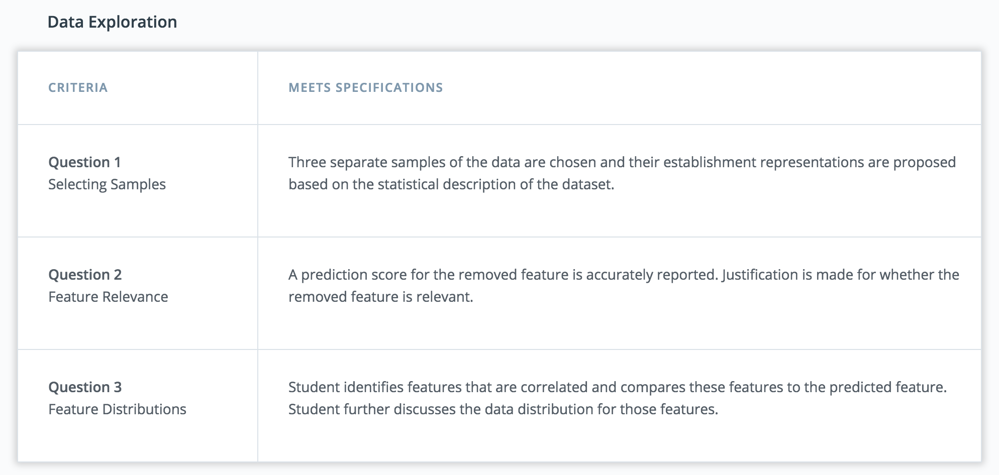 Data Exploration
CRITERIA
MEETS SPECIFICATIONS
Question 1
Selecting Samples
Three separate samples of the data are chosen and their establishment representations are proposed
based on the statistical description of the dataset.
Question 2
Feature Relevance
A prediction score for the removed feature is accurately reported. Justification is made for whether the
removed feature is relevant.
Question 3
Feature Distributions
Student identifies features that are correlated and compares these features to the predicted feature.
Student further discusses the data distribution for those features.